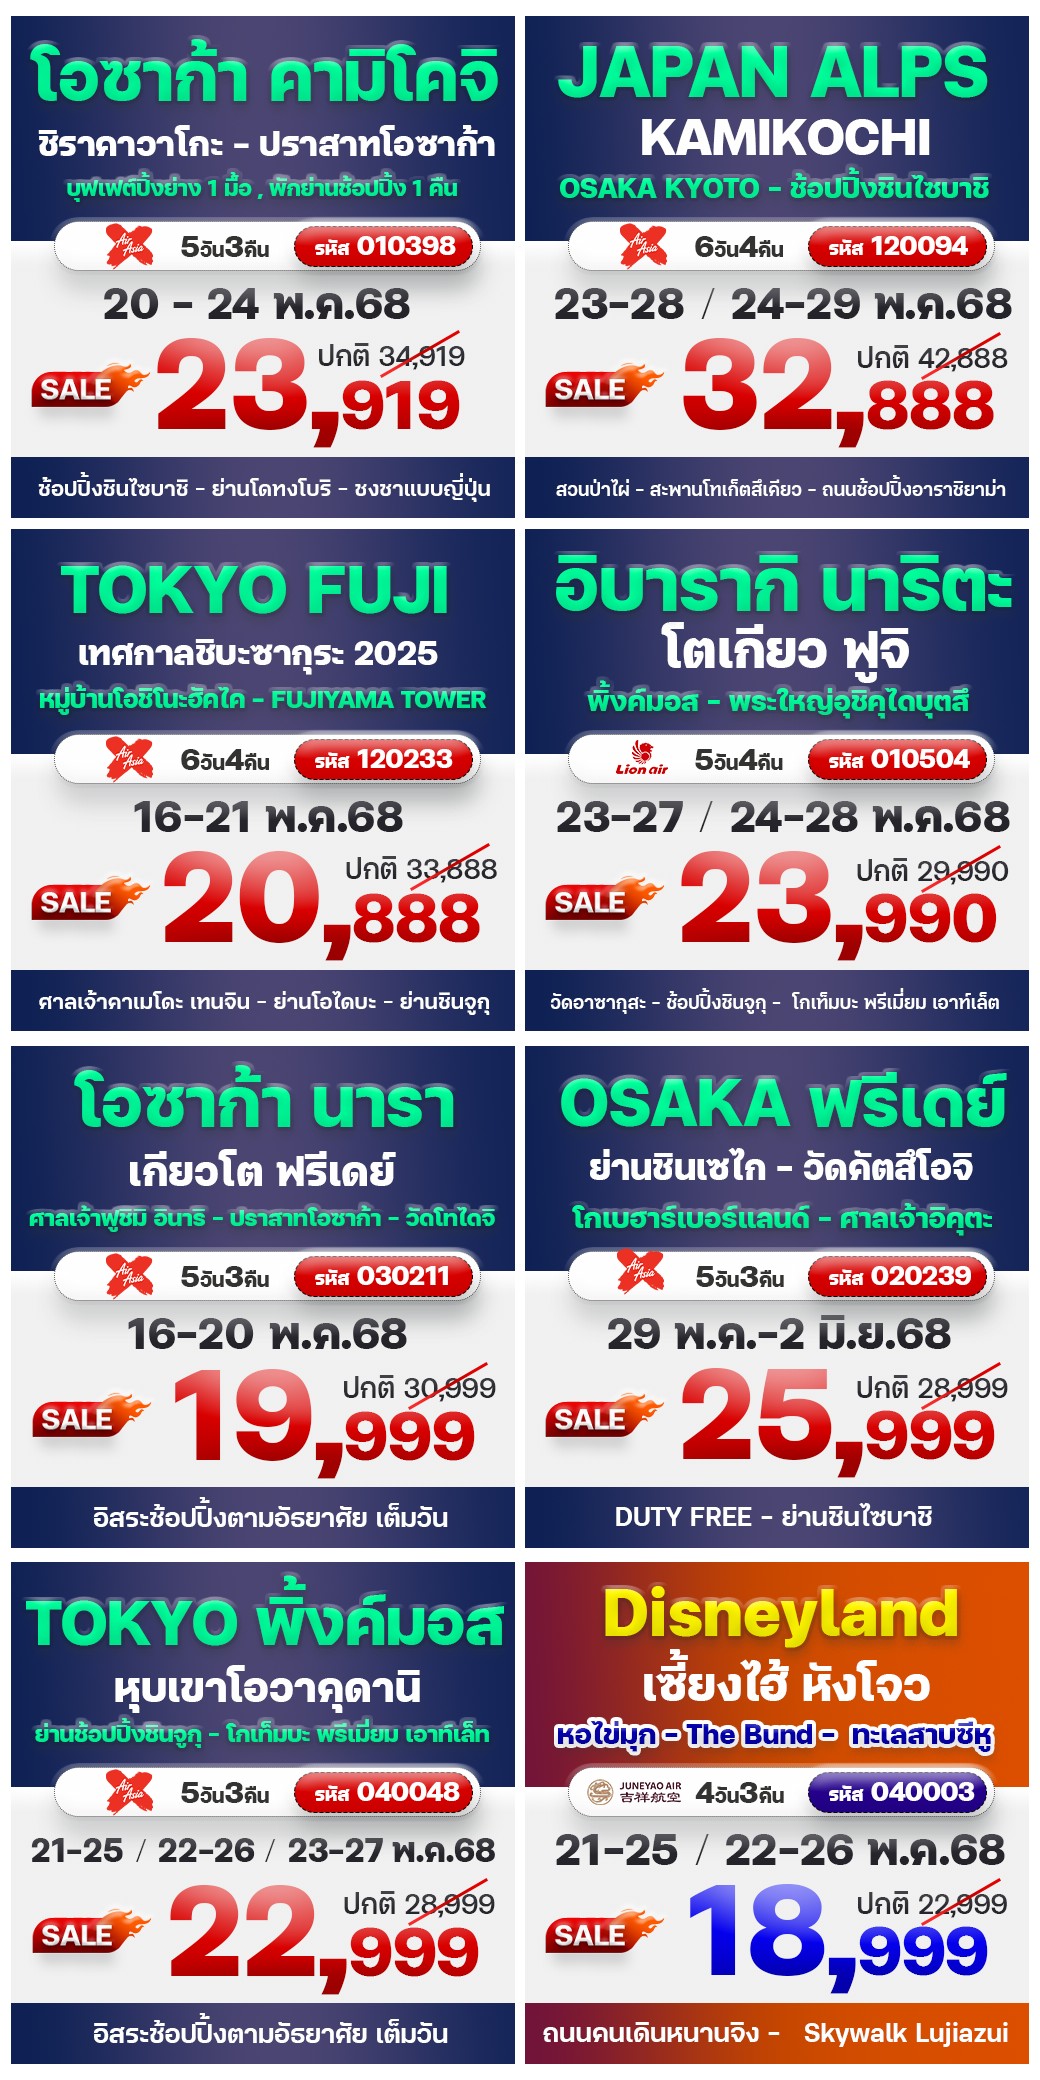 โอซาก้า คามิโคจิ
ชิราคาวาโกะ - ปราสาทโอซาก้า
บุฟเฟต์ปิ้งย่าง 1 มื้อ , พักย่านช้อปปิ้ง 1 คืน
Air Asia X 5วัน3คืน รหัส 010398
20 - 24 พ.ค.68
ปกติ 34,919
SALE 23,919
ช้อปปิ้งชินไซบาชิ - ย่านโดทงโบริ - ชงชาแบบญี่ปุ่น
JAPAN ALPS
KAMIKOCHI
OSAKA KYOTO - ช้อปปิ้งชินไซบาชิ
Air Asia X 6วัน4คืน รหัส 120094
23-28 / 24-29 พ.ค.68
ปกติ 42,888
SALE 32,888
สวนป่าไผ่ - สะพานโทเก็ตสึเคียว - ถนนช้อปปิ้งอาราชิยาม่า
TOKYO FUJI
เทศกาลชิบะซากุระ 2025
หมู่บ้านโอชิโนะฮัคไค - FUJIYAMA TOWER
Air Asia X 6วัน4คืน รหัส 120233
16-21 พ.ค.68
ปกติ 33,888
SALE 20,888
ศาลเจ้าคาเมโดะ เทนจิน - ย่านโอไดบะ - ย่านชินจูกุ
อิบารากิ นาริตะ
โตเกียว ฟูจิ
พิ้งค์มอส - พระใหญ่อุชิคุไดบุตสึ
Lion air 5วัน4คืน รหัส 010504
23-27 / 24-28 พ.ค.68
ปกติ 29,990
SALE 23,990
วัดอาซากุสะ - ช้อปปิ้งชินจูกุ - โกเท็มบะ พรีเมี่ยม เอาท์เล็ต
โอซาก้า นารา
เกียวโต ฟรีเดย์
ศาลเจ้าฟูชิมิ อินาริ - ปราสาทโอซาก้า - วัดโทไดจิ
Air Asia X 5วัน3คืน รหัส 030211
16-20 พ.ค.68
ปกติ 30,999
SALE 19,999
อิสระช้อปปิ้งตามอัธยาศัย เต็มวัน
OSAKA ฟรีเดย์
ย่านชินเซไก - วัดคัตสึโอจิ
โกเบฮาร์เบอร์แลนด์ - ศาลเจ้าอิคุตะ
Air Asia X 5วัน3คืน รหัส 020239
29 พ.ค.-2 มิ.ย.68
ปกติ 28,999
SALE 25,999
DUTY FREE - ย่านชินไซบาชิ
TOKYO พิ้งค์มอส
หุบเขาโอวาคุดานิ
ย่านช้อปปิ้งชินจูกุ - โกเท็มบะ พรีเมี่ยม เอาท์เล็ท
Air Asia X 5วัน3คืน รหัส 040048
21-25 / 22-26 / 23-27 พ.ค.68
ปกติ 28,999
SALE 22,999
อิสระช้อปปิ้งตามอัธยาศัย เต็มวัน
Disneyland
เซี้ยงไฮ้ หังโจว
หอไข่มุก - The Bund - ทะเลสาบซีหู
JUNEYAO AIR 吉祥航空 4วัน3คืน รหัส 040003
21-25 / 22-26 พ.ค.68
ปกติ 22,999
SALE 18,999
ถนนคนเดินหนานจิง - Skywalk Lujiazui